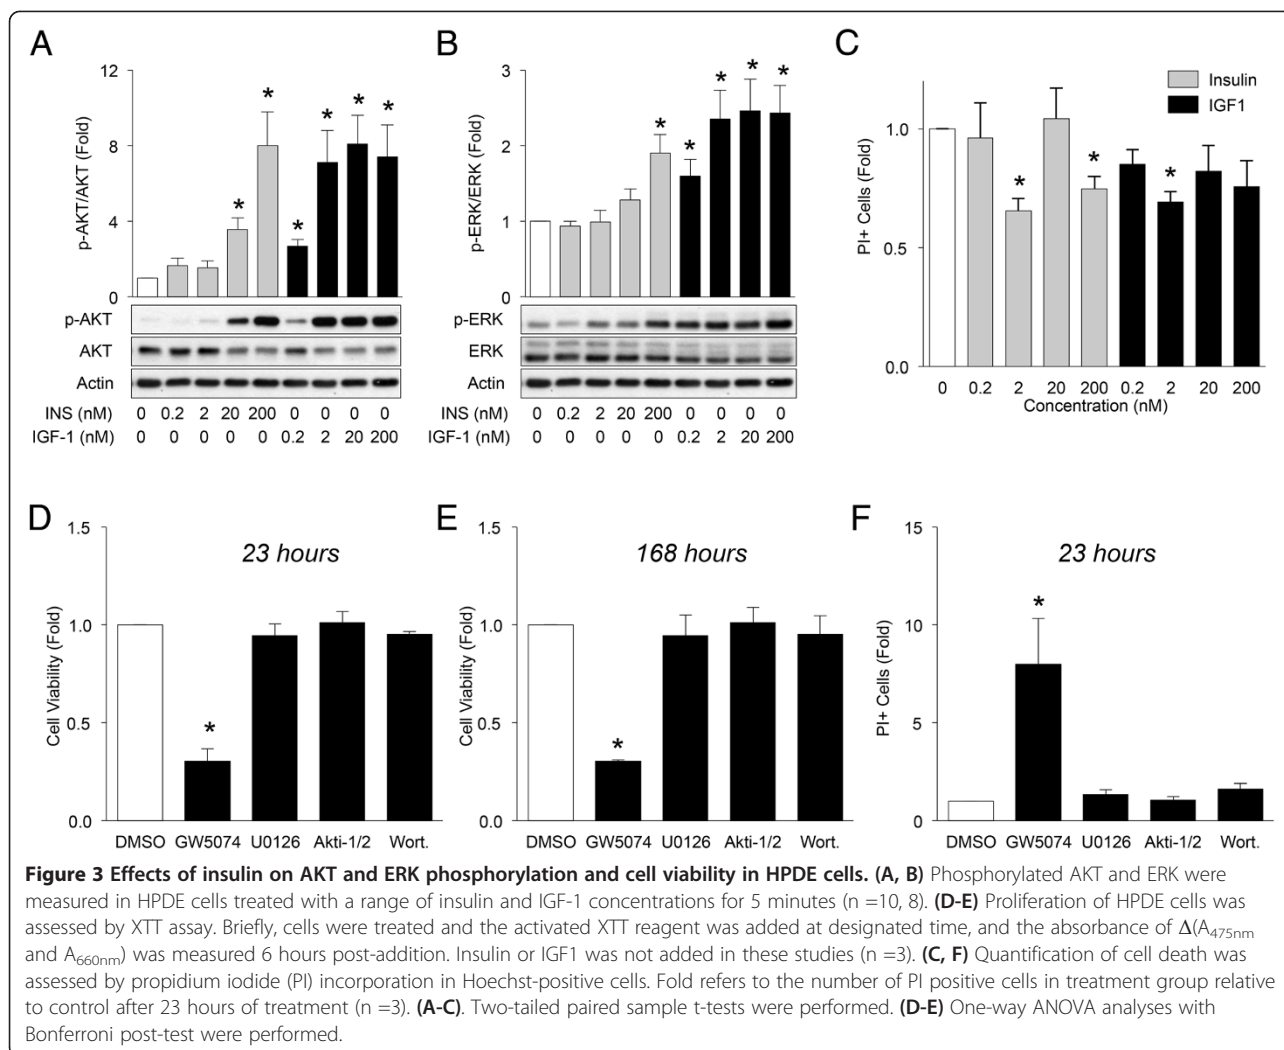 A
B
C
12
8
4
0
p-AKT/AKT (Fold)
* * * * * *
p-AKT
AKT
Actin
INS (nM) 0 0.2 2 20 200 0 0 0 0
IGF-1 (nM) 0 0 0 0 0 0.2 2 20 200
3
2
1
0
p-ERK/ERK (Fold)
* * * * *
p-ERK
ERK
Actin
INS (nM) 0 0.2 2 20 200 0 0 0 0
IGF-1 (nM) 0 0 0 0 0 0.2 2 20 200
Insulin
IGF1
1.0
0.5
0.0
PI+ Cells (Fold)
* * *
0 0.2 2 20 200 0.2 2 20 200
Concentration (nM)
D
23 hours
1.5
1.0
0.5
0.0
Cell Viability (Fold)
*
DMSO GW5074 U0126 Akti-1/2 Wort.
E
168 hours
1.5
1.0
0.5
0.0
Cell Viability (Fold)
*
DMSO GW5074 U0126 Akti-1/2 Wort.
F
23 hours
15
10
5
0
PI+ Cells (Fold)
*
DMSO GW5074 U0126 Akti-1/2 Wort.
Figure 3 Effects of insulin on AKT and ERK phosphorylation and cell viability in HPDE cells. (A, B) Phosphorylated AKT and ERK were
measured in HPDE cells treated with a range of insulin and IGF-1 concentrations for 5 minutes (n =10, 8). (D-E) Proliferation of HPDE cells was
assessed by XTT assay. Briefly, cells were treated and the activated XTT reagent was added at designated time, and the absorbance of Δ(A475nm
and A660nm) was measured 6 hours post-addition. Insulin or IGF1 was not added in these studies (n =3). (C, F) Quantification of cell death was
assessed by propidium iodide (PI) incorporation in Hoechst-positive cells. Fold refers to the number of PI positive cells in treatment group relative
to control after 23 hours of treatment (n =3). (A-C). Two-tailed paired sample t-tests were performed. (D-E) One-way ANOVA analyses with
Bonferroni post-test were performed.